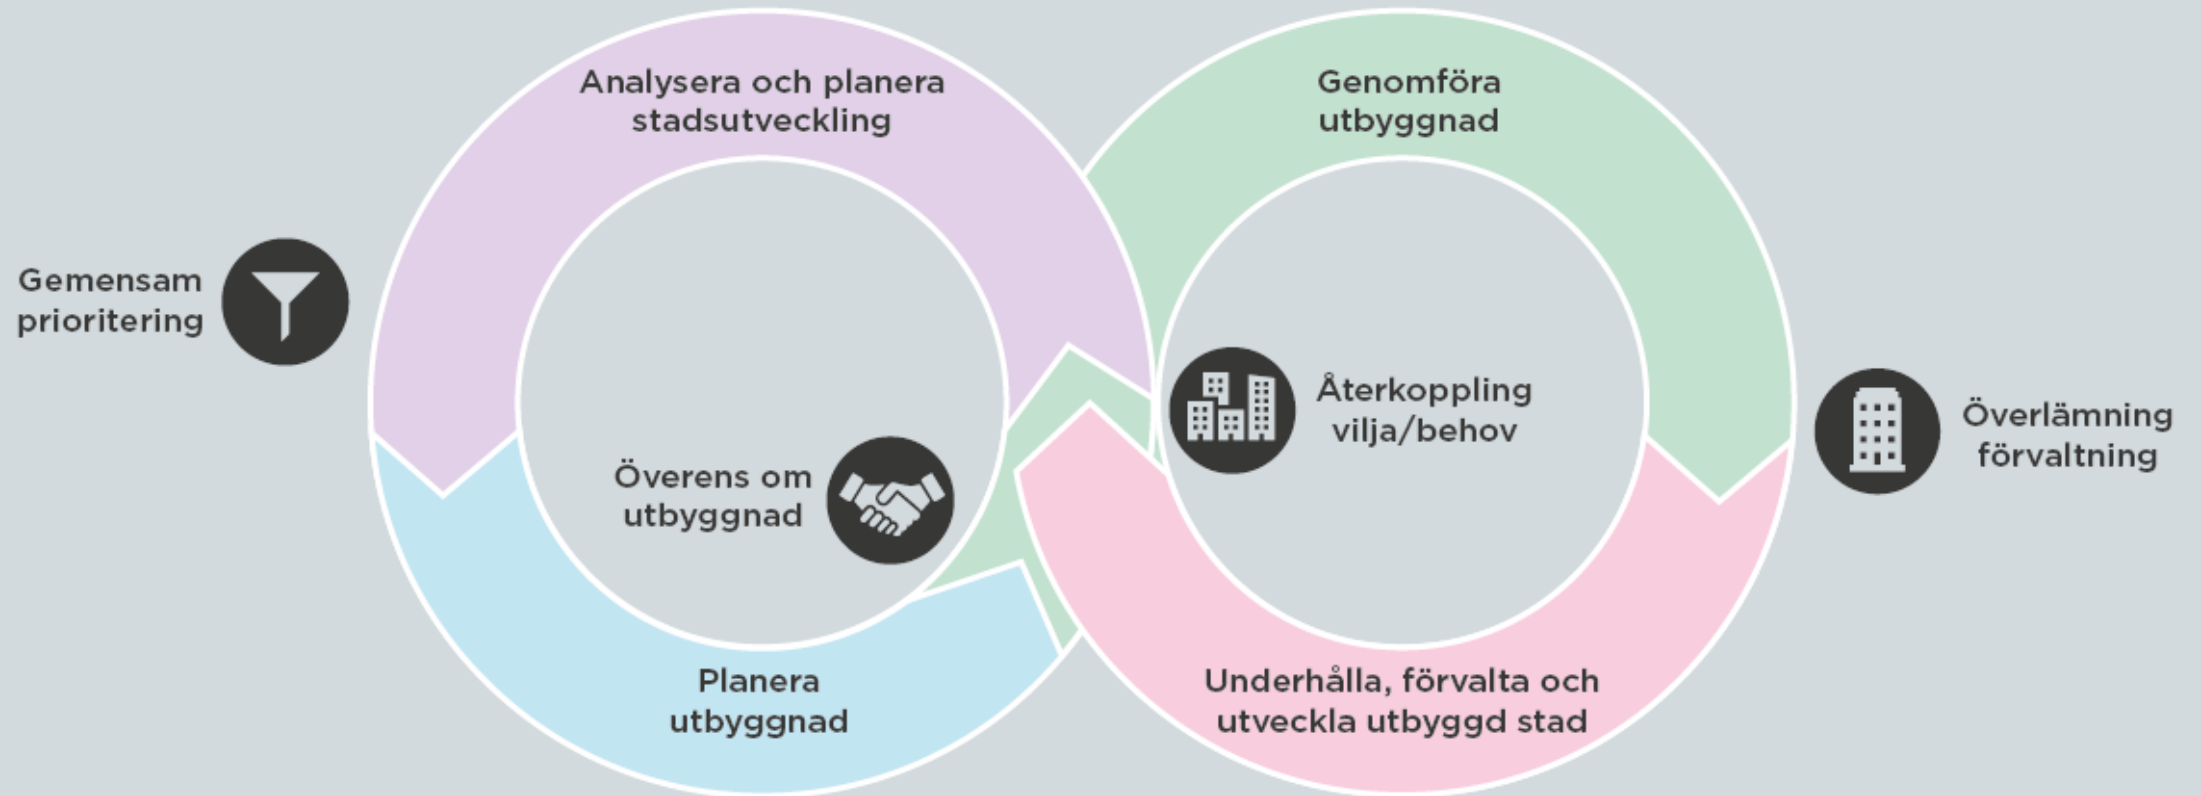 Analysera och planera
stadsutveckling
Genomföra
utbyggnad
Gemensam
prioritering
Återkoppling
vilja/behov
Överlämning
förvaltning
Överens om
utbyggnad
Planera
utbyggnad
Underhålla, förvalta och
utveckla utbyggd stad